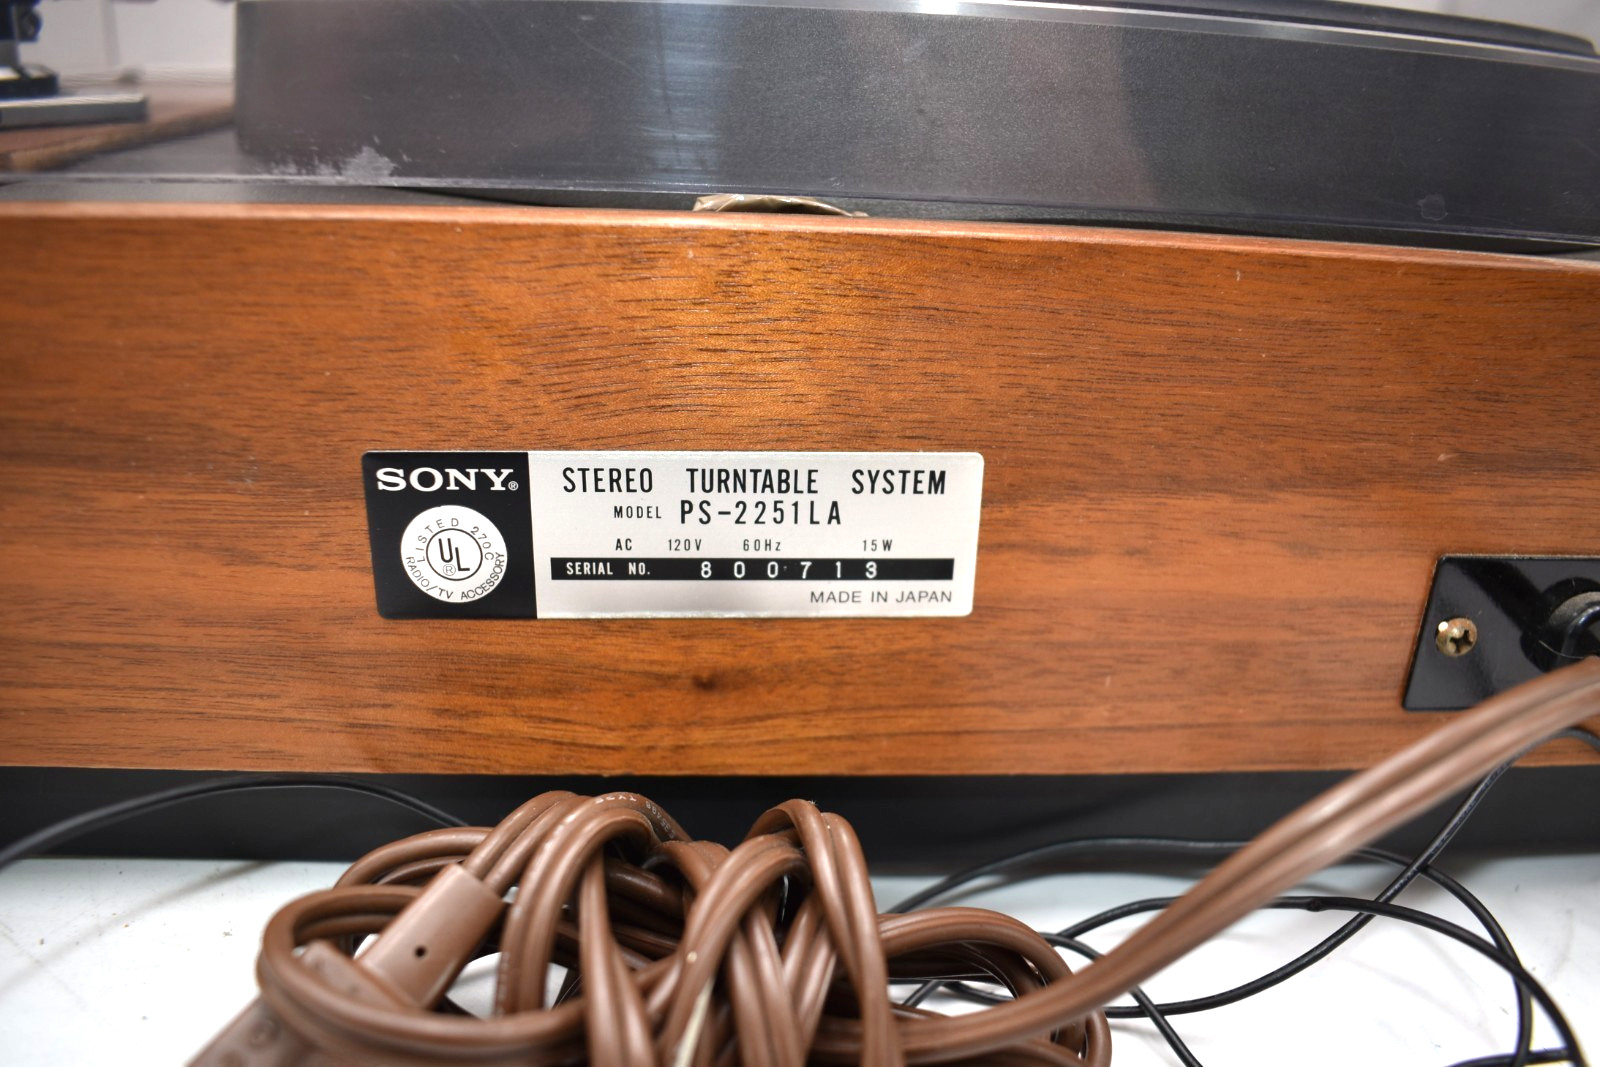 SONY®
LISTED 270C
UL®
RADIO/TV ACCESSORY
STEREO TURNTABLE SYSTEM
MODEL PS-2251LA
AC 120V 60Hz 15W
SERIAL NO. 800713
MADE IN JAPAN